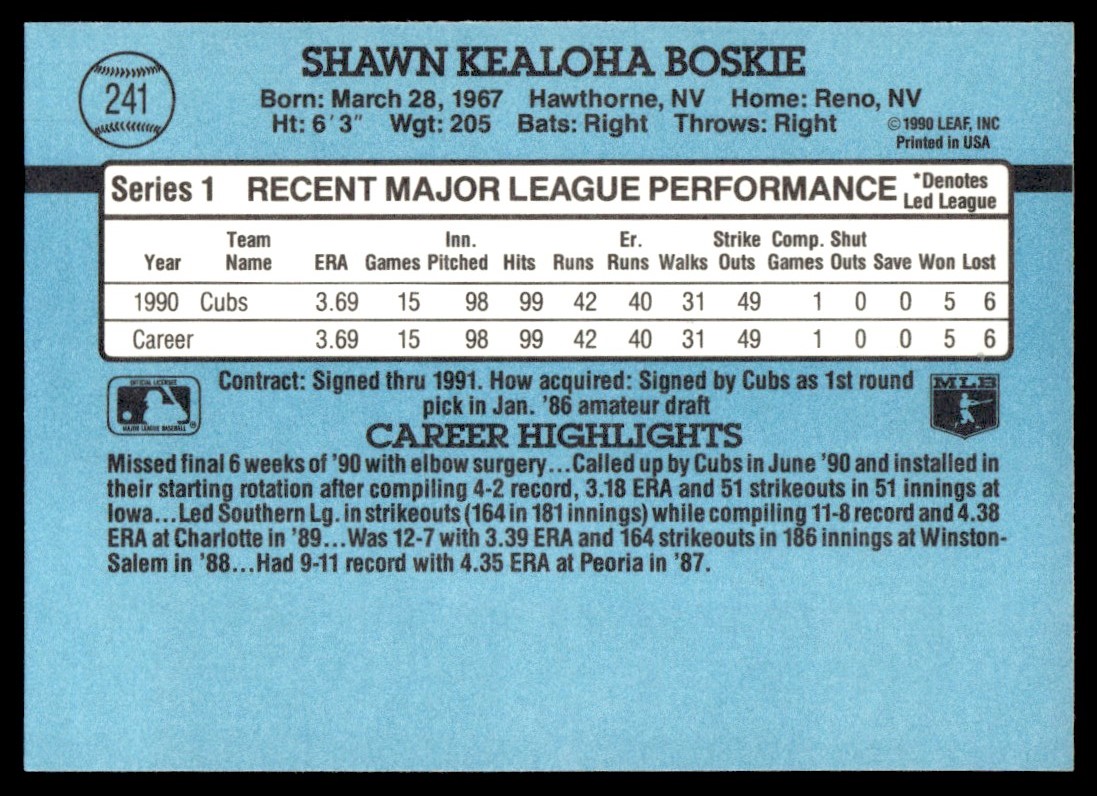 241
SHAWN KEALOHA BOSKIE
Born: March 28, 1967 Hawthorne, NV Home: Reno, NV
Ht: 6'3" Wgt: 205 Bats: Right Throws: Right
©1990 LEAF, INC
Printed in USA
Series 1 RECENT MAJOR LEAGUE PERFORMANCE *Denotes Led League
Year Team Name ERA Games Inn. Pitched Hits Runs Er. Runs Walks Strike Outs Comp. Games Shut Outs Save Won Lost
1990 Cubs 3.69 15 98 99 42 40 31 49 1 0 0 5 6
Career 3.69 15 98 99 42 40 31 49 1 0 0 5 6
OFFICIAL LICENSEE
MAJOR LEAGUE BASEBALL
®
Contract: Signed thru 1991. How acquired: Signed by Cubs as 1st round
pick in Jan. '86 amateur draft
MLB
CAREER HIGHLIGHTS
Missed final 6 weeks of '90 with elbow surgery...Called up by Cubs in June '90 and installed in
their starting rotation after compiling 4-2 record, 3.18 ERA and 51 strikeouts in 51 innings at
Iowa...Led Southern Lg. in strikeouts (164 in 181 innings) while compiling 11-8 record and 4.38
ERA at Charlotte in '89...Was 12-7 with 3.39 ERA and 164 strikeouts in 186 innings at Winston-
Salem in '88...Had 9-11 record with 4.35 ERA at Peoria in '87.